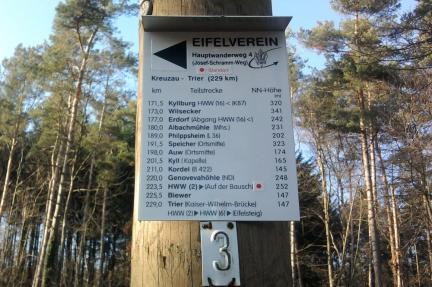 EIFELVEREIN
Hauptwanderweg 4
(Josef-Schramm-Weg)
= Standort
Kreuzau - Trier (229 km)
km Teilstrecke NN-Höhe
(m)
171,5 Kyllburg HWW (16) < (K87) 320
173,0 Wilsecker 341
177,0 Erdorf (Abgang HWW (16) <) 242
180,0 Albachmühle (Whs.) 231
189,0 Philippsheim (L 36) 202
191,5 Speicher (Ortsmitte) 323
198,0 Auw (Ortsmitte) 174
201,5 Kyll (Kapelle) 165
211,0 Kordel (B 422) 145
220,0 Genovevahöhle (ND) 248
223,5 HWW (2) > (Auf der Bausch) 252
225,5 Biewer 147
229,0 Trier (Kaiser-Wilhelm-Brücke) 147
HWW (2) > HWW (6) > (Eifelsteig)
3